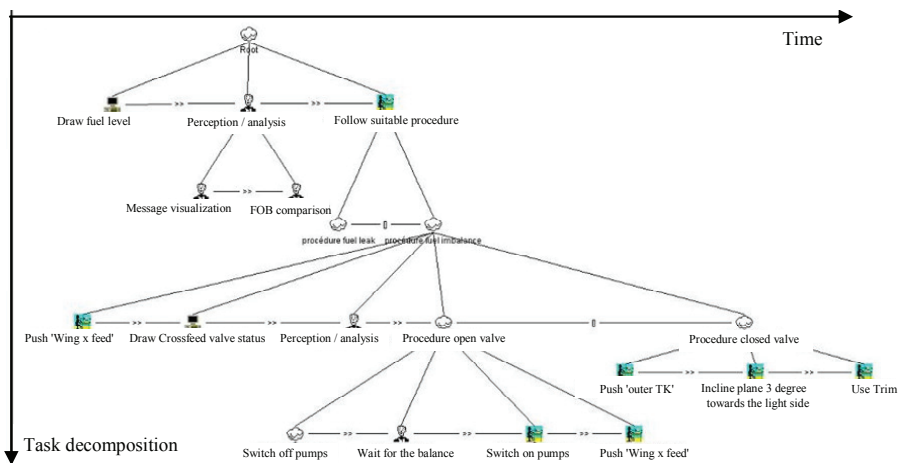 Time
Root
Draw fuel level
>>
Perception / analysis
>>
Follow suitable procedure
Message visualization
>>
FOB comparison
procédure fuel leak
[]
procédure fuel imbalance
Push 'Wing x feed'
>>
Draw Crossfeed valve status
>>
Perception / analysis
>>
Procedure open valve
[]
Procedure closed valve
Push 'outer TK'
>>
Incline plane 3 degree
towards the light side
>>
Use Trim
Switch off pumps
>>
Wait for the balance
>>
Switch on pumps
>>
Push 'Wing x feed'
Task decomposition